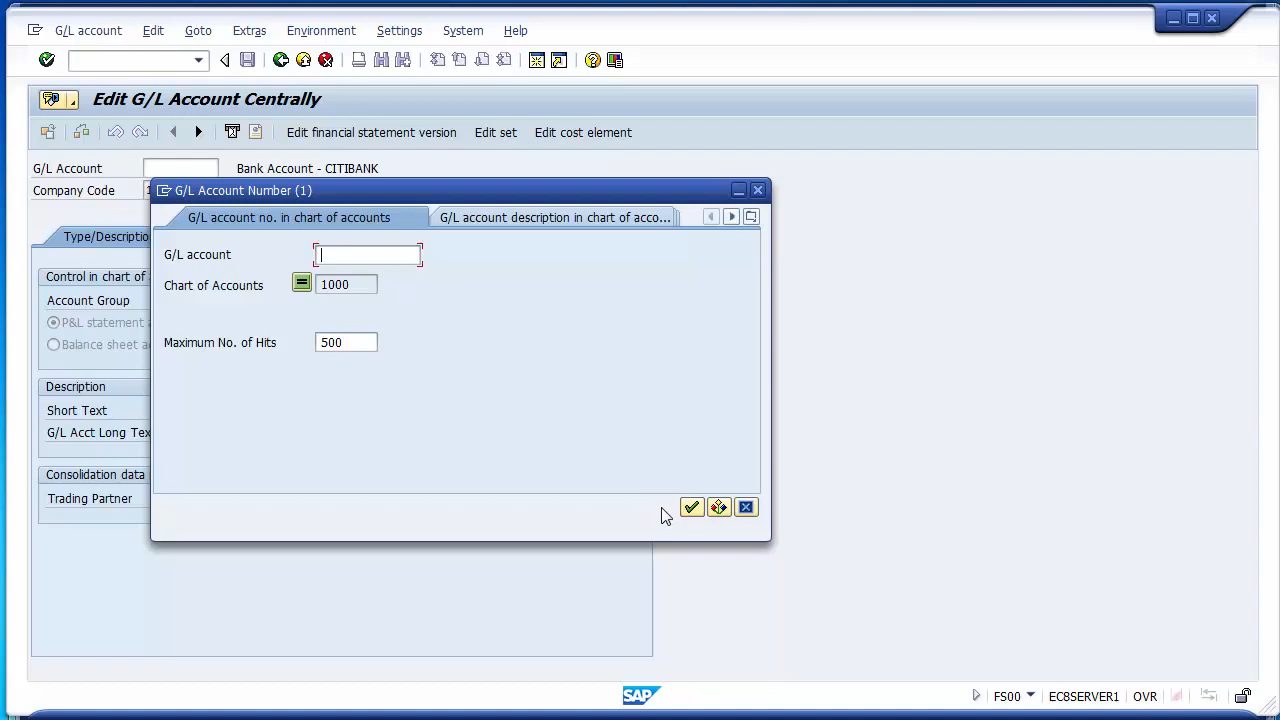 G/L account Edit Goto Extras Environment Settings System Help
Edit G/L Account Centrally
Edit financial statement version Edit set Edit cost element
G/L Account Bank Account - CITIBANK
Company Code 1
G/L Account Number (1)
G/L account no. in chart of accounts G/L account description in chart of acco...
G/L account
Chart of Accounts 1000
Maximum No. of Hits 500
Type/Descriptio
Control in chart of
Account Group
P&L statement a
Balance sheet ac
Description
Short Text
G/L Acct Long Tex
Consolidation data
Trading Partner
SAP
FS00 EC8SERVER1 OVR